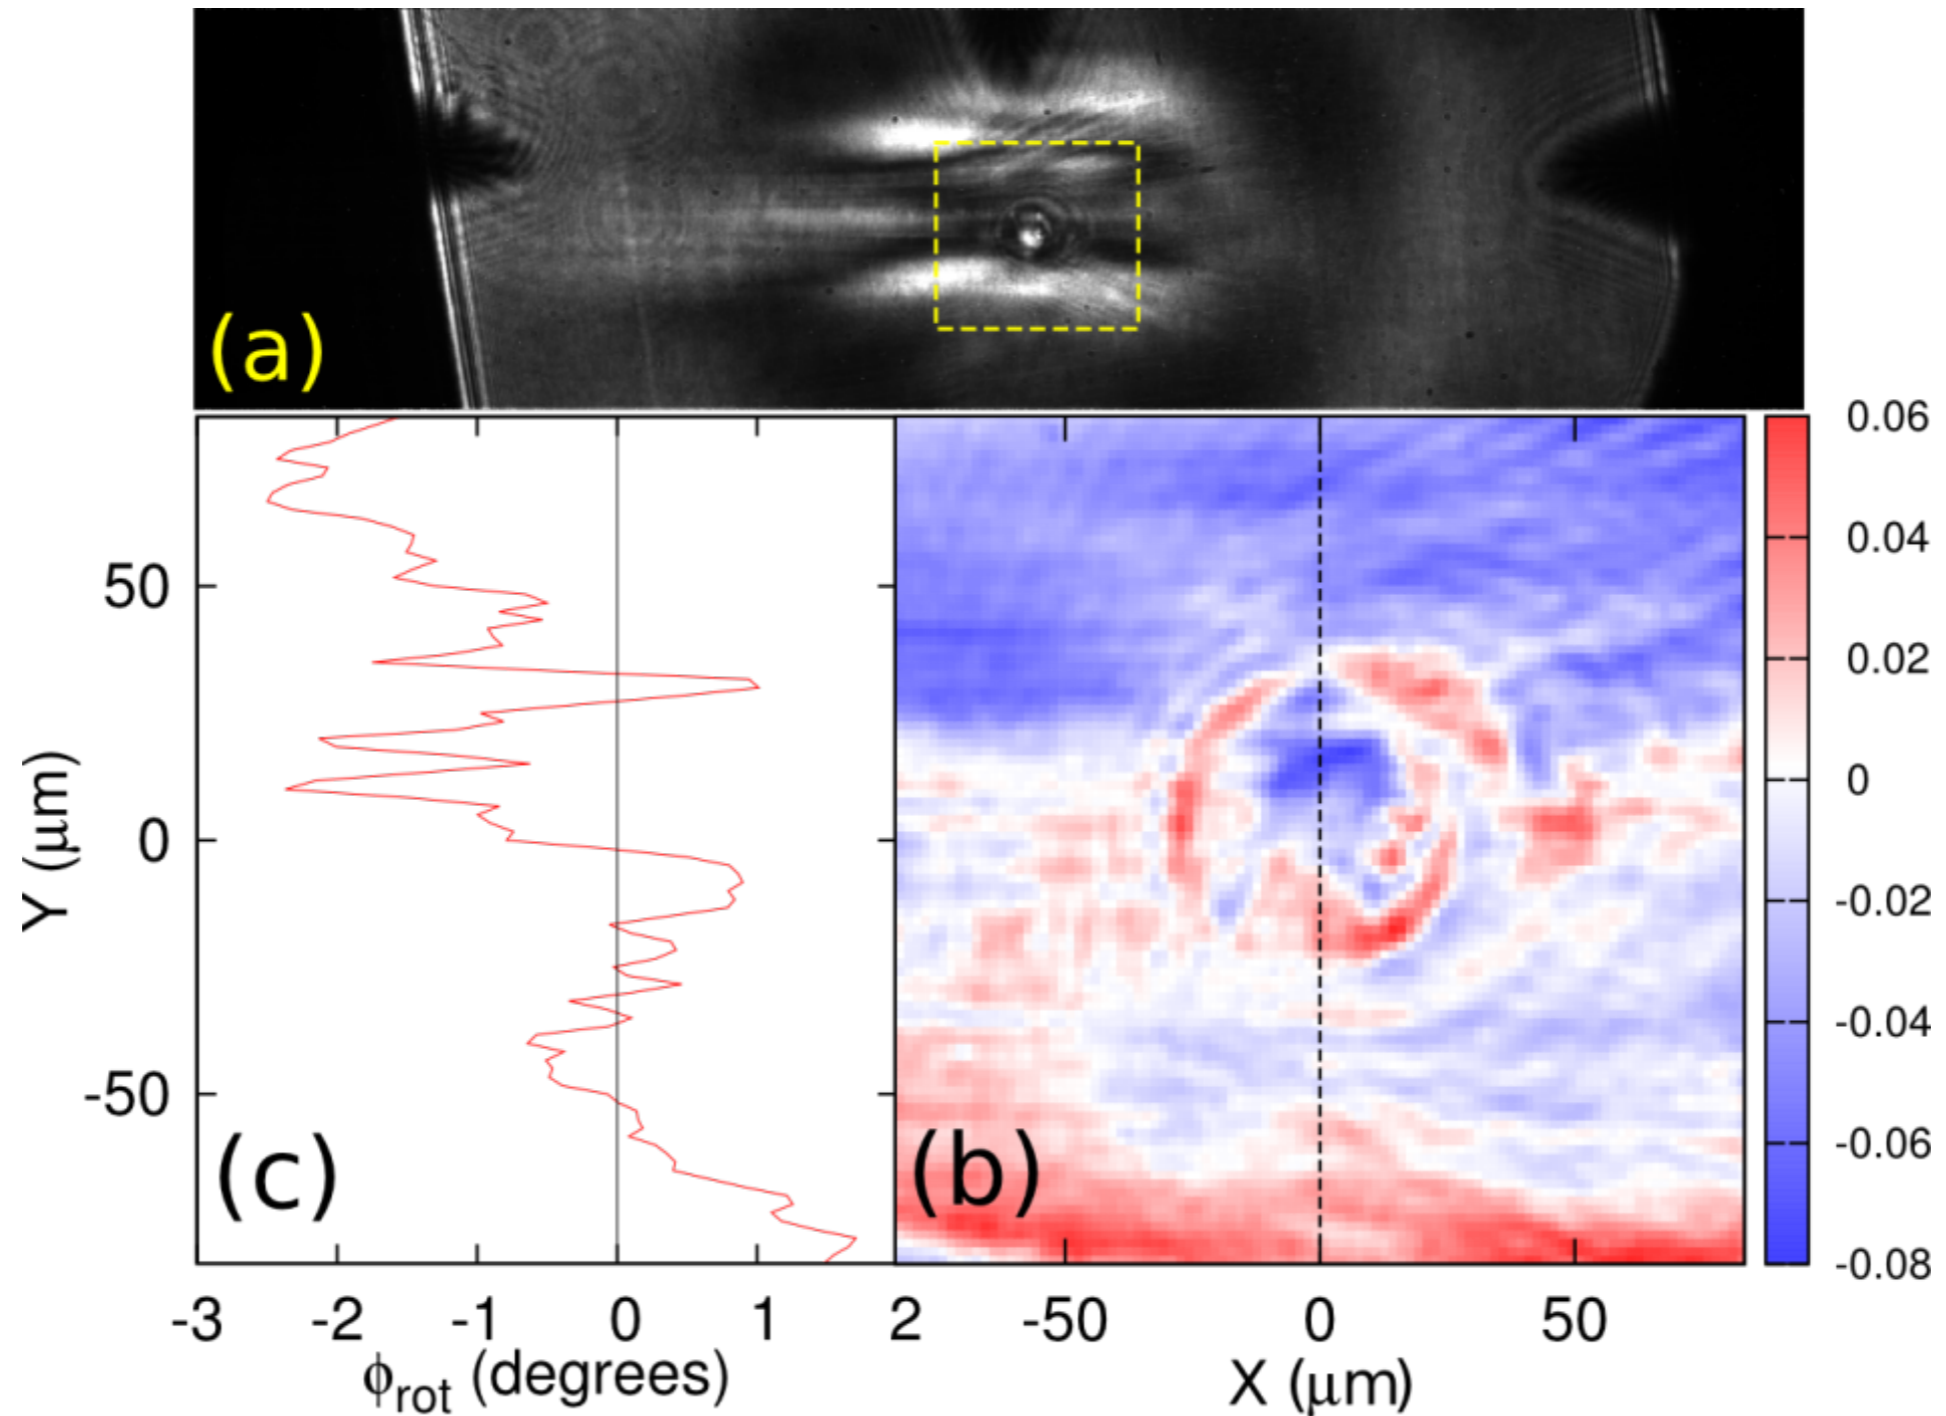 (a)
50
0
-50
Y (μm)
(c)
-3 -2 -1 0 1 2
ϕrot (degrees)
(b)
-50 0 50
X (μm)
0.06
0.04
0.02
0
-0.02
-0.04
-0.06
-0.08